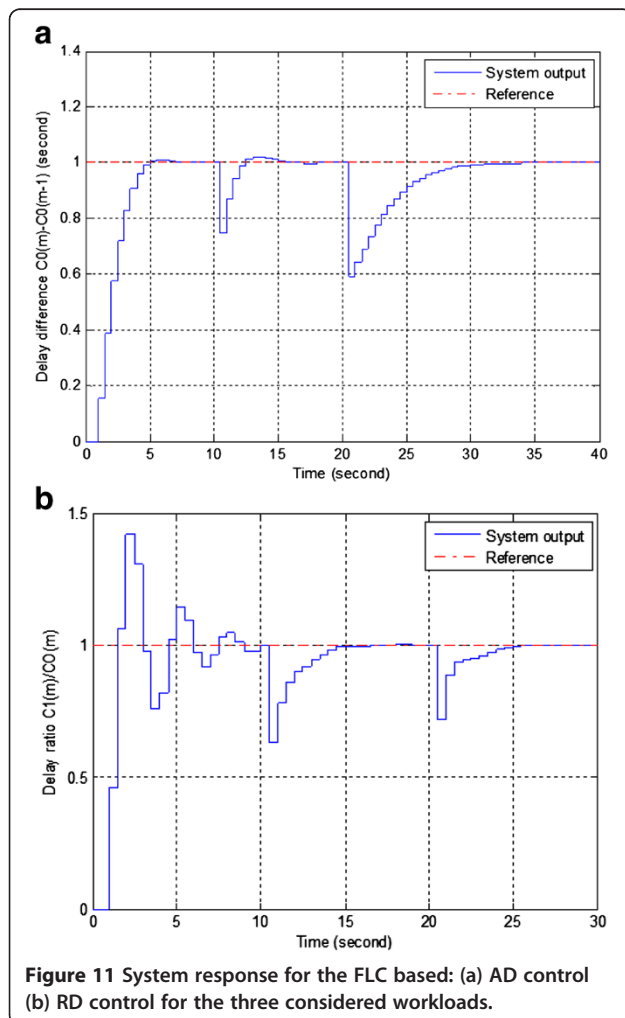 a
1.4
1.2
1
0.8
0.6
0.4
0.2
0
Delay difference C0(m)-C0(m-1) (second)
System output
Reference
0 5 10 15 20 25 30 35 40
Time (second)
b
1.5
1
0.5
0
Delay ratio C1(m)/C0 (m)
System output
Reference
0 5 10 15 20 25 30
Time (second)
Figure 11 System response for the FLC based: (a) AD control
(b) RD control for the three considered workloads.